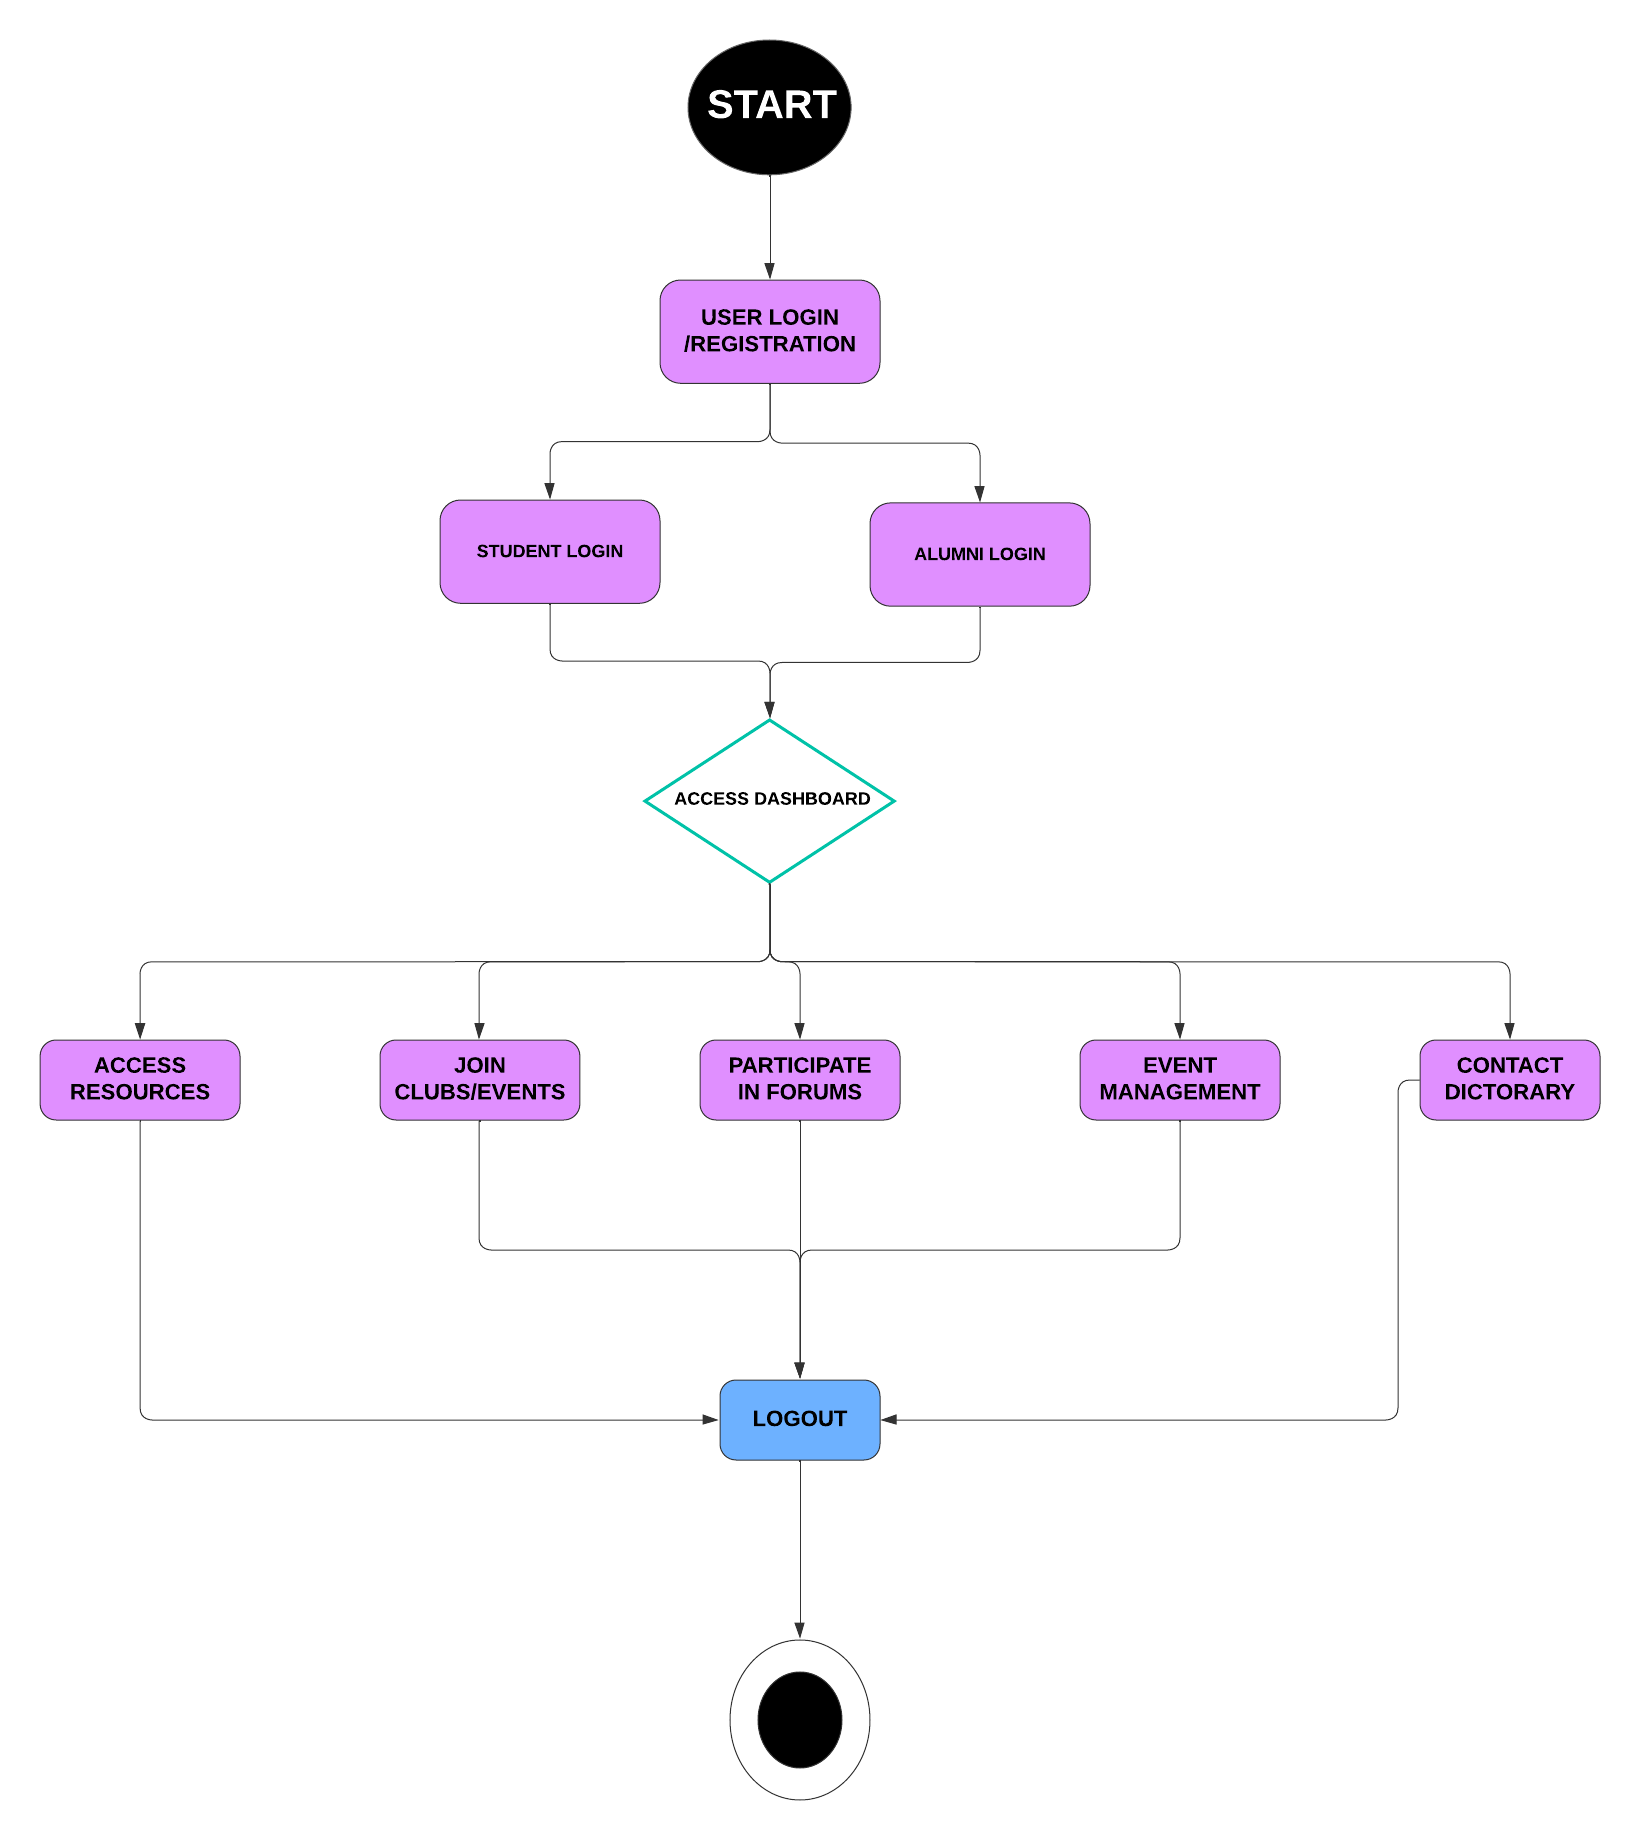 START
USER LOGIN
/REGISTRATION
STUDENT LOGIN
ALUMNI LOGIN
ACCESS DASHBOARD
ACCESS
RESOURCES
JOIN
CLUBS/EVENTS
PARTICIPATE
IN FORUMS
EVENT
MANAGEMENT
CONTACT
DICTORARY
LOGOUT